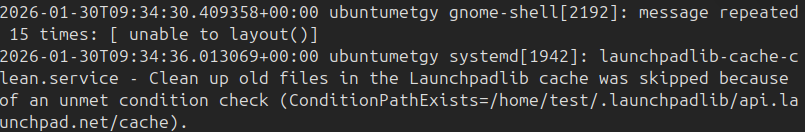 2026-01-30T09:34:30.409358+00:00 ubuntumetgy gnome-shell[2192]: message repeated
 15 times: [ unable to layout()]
2026-01-30T09:34:36.013069+00:00 ubuntumetgy systemd[1942]: launchpadlib-cache-c
lean.service - Clean up old files in the Launchpadlib cache was skipped because
of an unmet condition check (ConditionPathExists=/home/test/.launchpadlib/api.la
unchpad.net/cache).